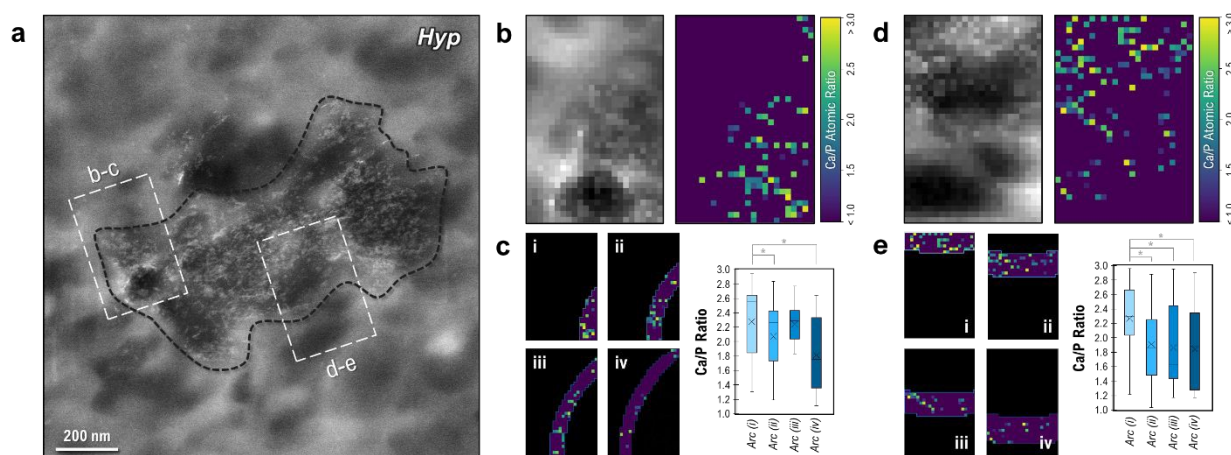 a
Hyp
b-c
d-e
200 nm
b
> 3.0
2.5
2.0
1.5
< 1.0
Ca/P Atomic Ratio
c
i
ii
iii
iv
Ca/P Ratio
3.0
2.8
2.6
2.4
2.2
2.0
1.8
1.6
1.4
1.2
1.0
*
*
Arc (i)
Arc (ii)
Arc (iii)
Arc (iv)
d
> 3.0
2.5
2.0
1.5
< 1.0
Ca/P Atomic Ratio
e
i
ii
iii
iv
Ca/P Ratio
3.0
2.8
2.6
2.4
2.2
2.0
1.8
1.6
1.4
1.2
1.0
*
*
*
Arc (i)
Arc (ii)
Arc (iii)
Arc (iv)